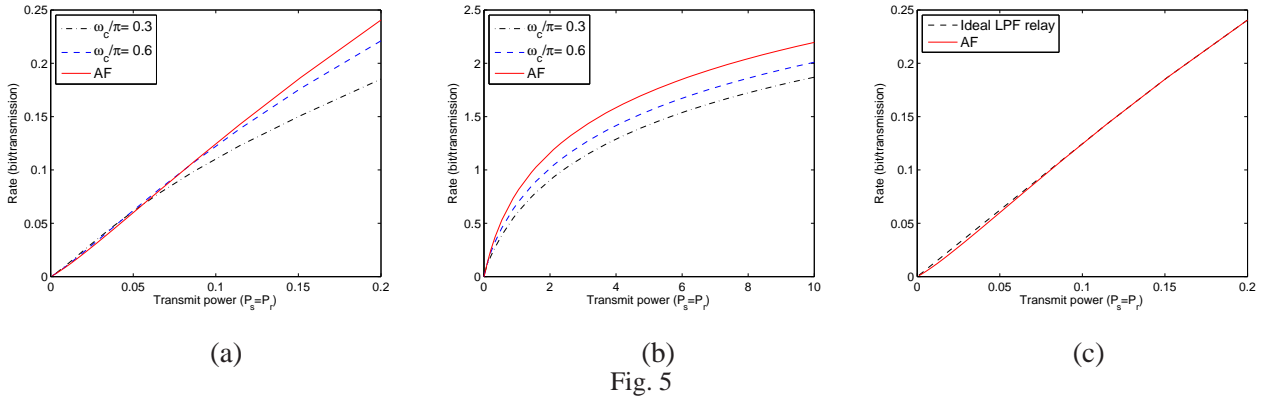 0.25
0.2
0.15
0.1
0.05
0
Rate (bit/transmission)
ω_c/π= 0.3
ω_c/π= 0.6
AF
0 0.05 0.1 0.15 0.2
Transmit power (P_s=P_r)
(a)
2.5
2
1.5
1
0.5
0
Rate (bit/transmission)
ω_c/π= 0.3
ω_c/π= 0.6
AF
0 2 4 6 8 10
Transmit power (P_s=P_r)
(b)
0.25
0.2
0.15
0.1
0.05
0
Rate (bit/transmission)
Ideal LPF relay
AF
0 0.05 0.1 0.15 0.2
Transmit power (P_s=P_r)
(c)
Fig. 5